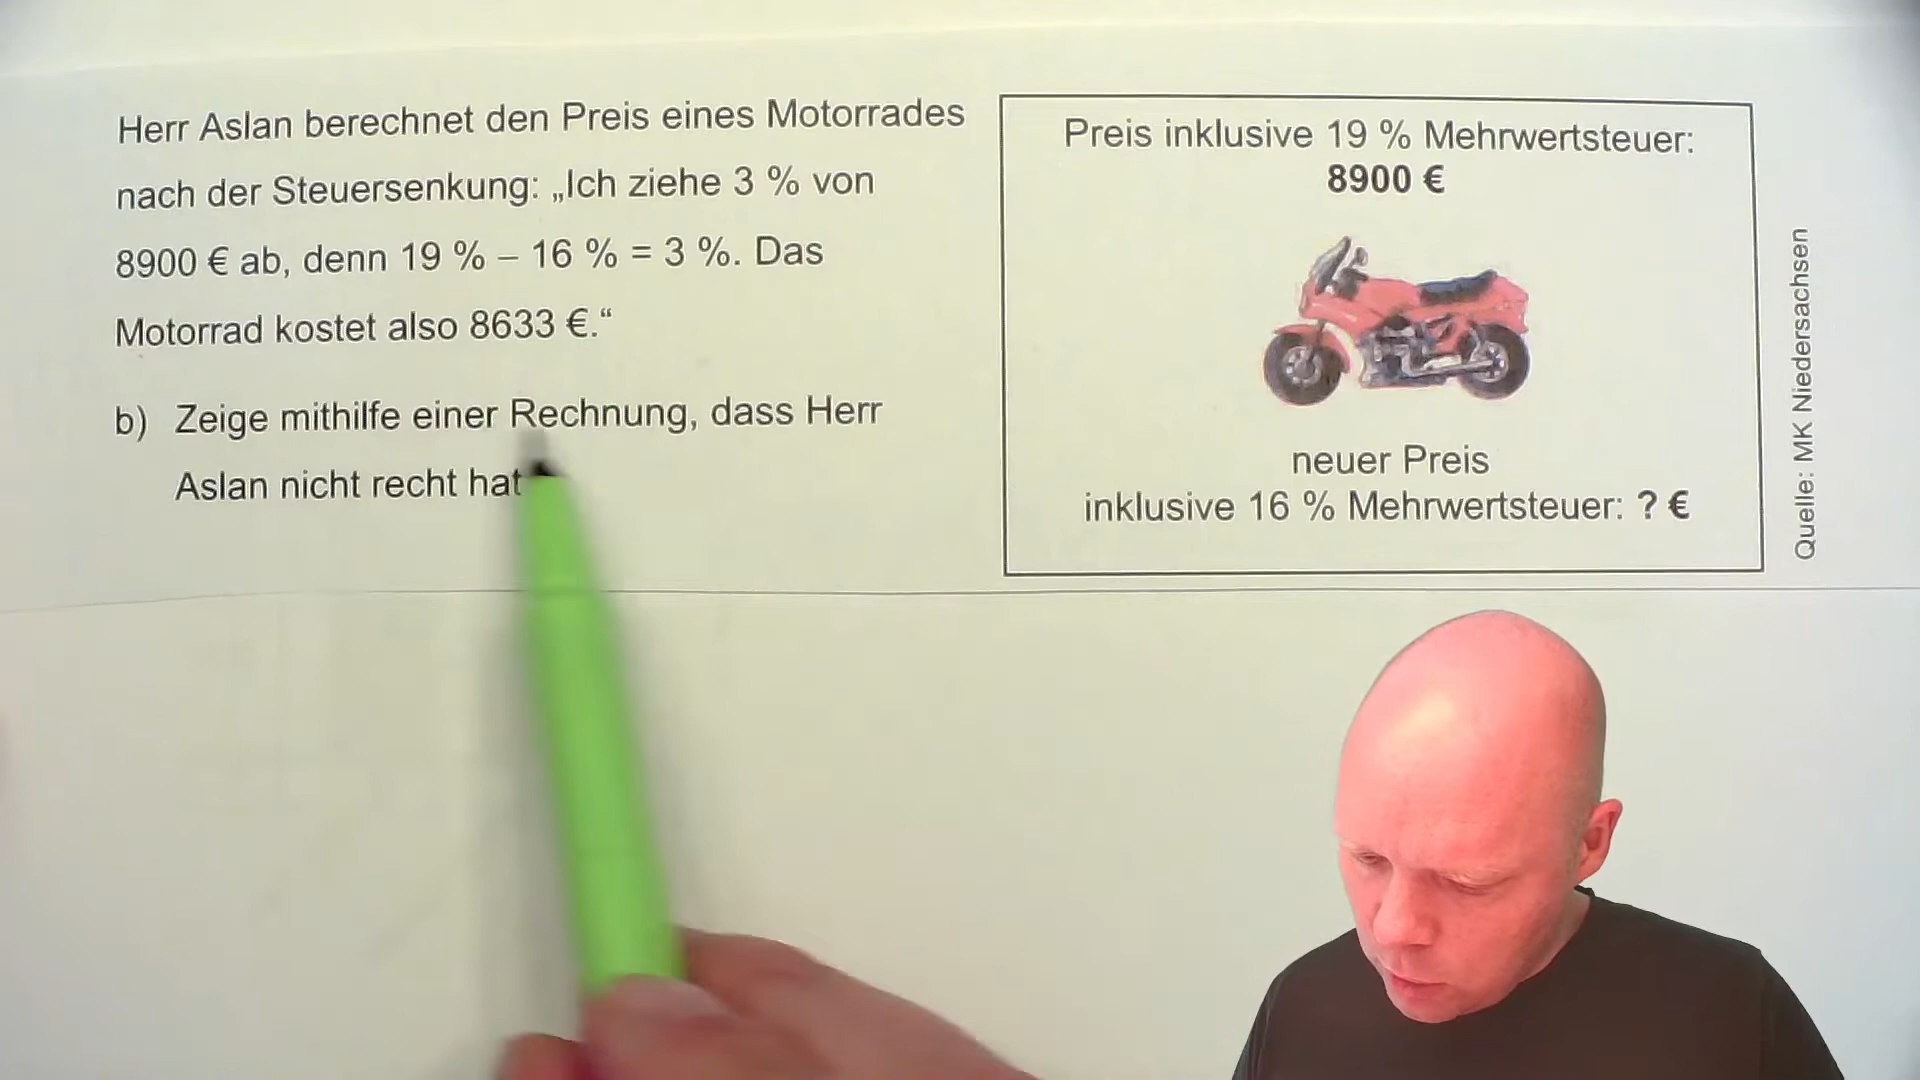 Herr Aslan berechnet den Preis eines Motorrades
nach der Steuersenkung: „Ich ziehe 3 % von
8900 € ab, denn 19 % – 16 % = 3 %. Das
Motorrad kostet also 8633 €.“
b) Zeige mithilfe einer Rechnung, dass Herr
Aslan nicht recht hat
Preis inklusive 19 % Mehrwertsteuer:
8900 €
neuer Preis
inklusive 16 % Mehrwertsteuer: ? €
Quelle: MK Niedersachsen